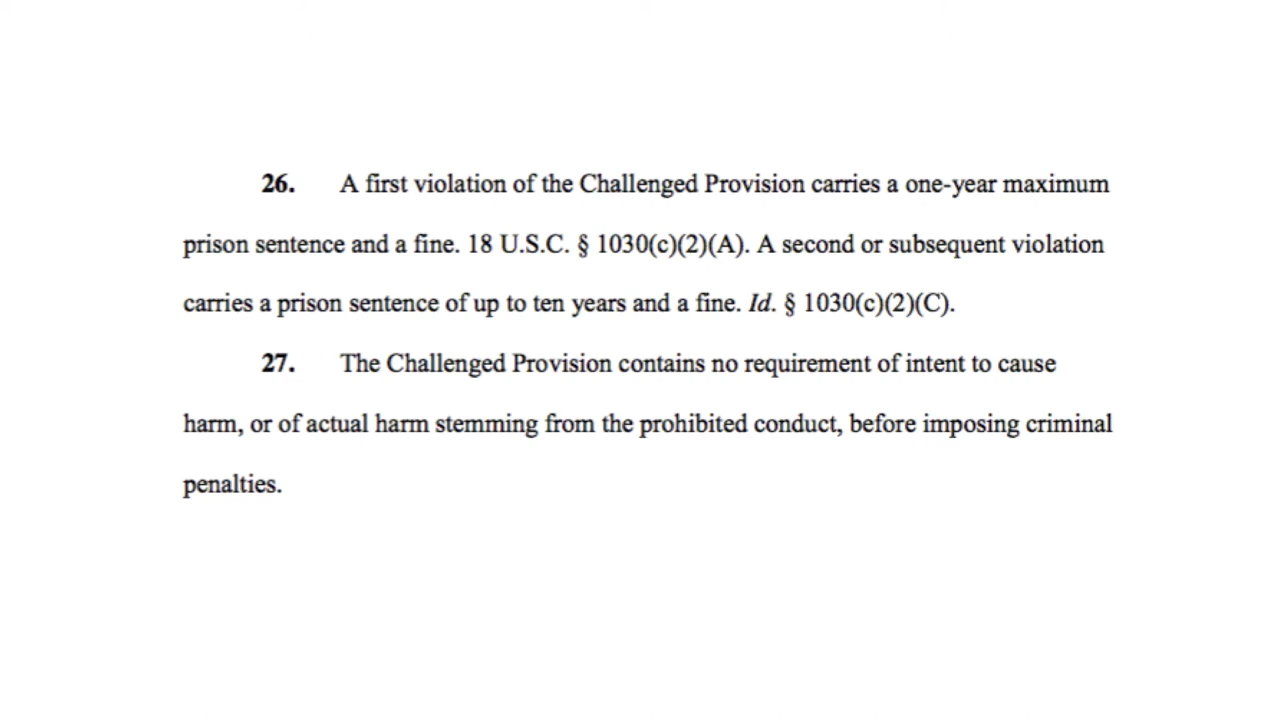 26. A first violation of the Challenged Provision carries a one-year maximum
prison sentence and a fine. 18 U.S.C. § 1030(c)(2)(A). A second or subsequent violation
carries a prison sentence of up to ten years and a fine. Id. § 1030(c)(2)(C).
27. The Challenged Provision contains no requirement of intent to cause
harm, or of actual harm stemming from the prohibited conduct, before imposing criminal
penalties.